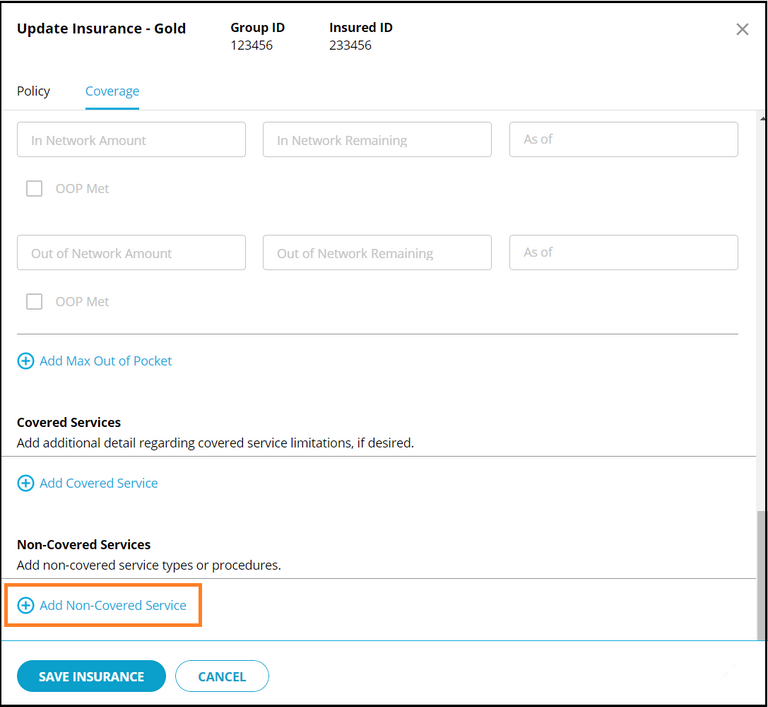 Update Insurance - Gold Group ID Insured ID
123456 233456
Policy Coverage
In Network Amount In Network Remaining As of
OOP Met
Out of Network Amount Out of Network Remaining As of
OOP Met
Add Max Out of Pocket
Covered Services
Add additional detail regarding covered service limitations, if desired.
Add Covered Service
Non-Covered Services
Add non-covered service types or procedures.
Add Non-Covered Service
SAVE INSURANCE CANCEL